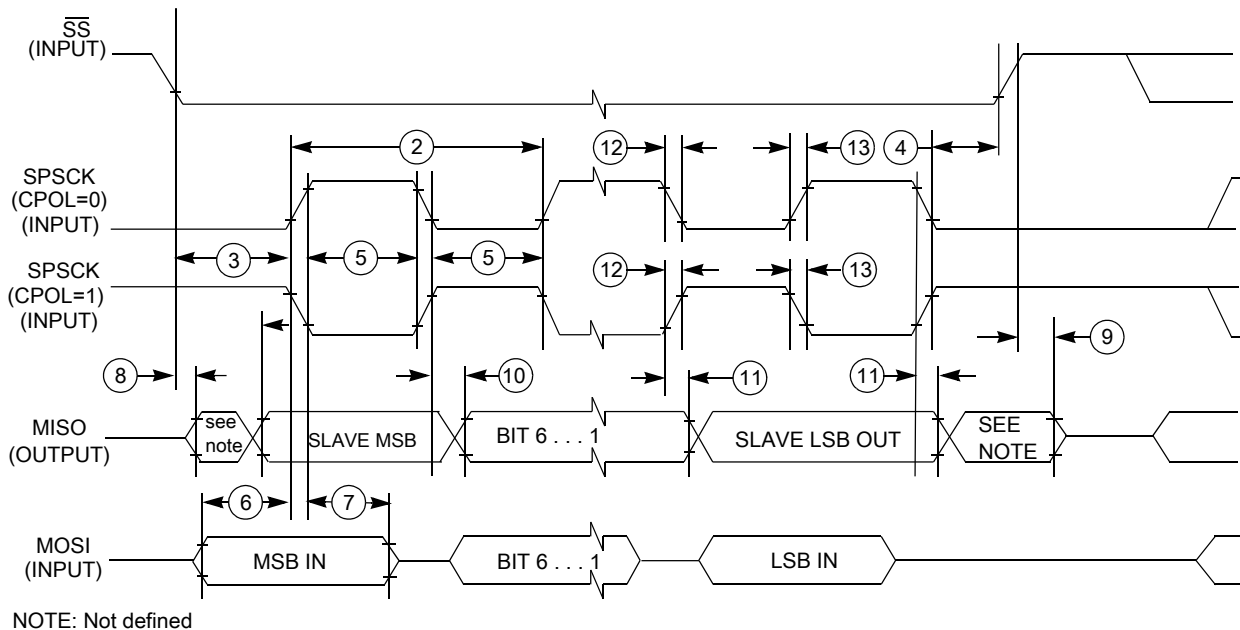 SS
(INPUT)
2
12
13
4
SPSCK
(CPOL=0)
(INPUT)
3
5
5
SPSCK
(CPOL=1)
(INPUT)
12
13
9
8
10
11
11
MISO
(OUTPUT)
see
note
SLAVE MSB
BIT 6 . . . 1
SLAVE LSB OUT
SEE
NOTE
6
7
MOSI
(INPUT)
MSB IN
BIT 6 . . . 1
LSB IN
NOTE: Not defined